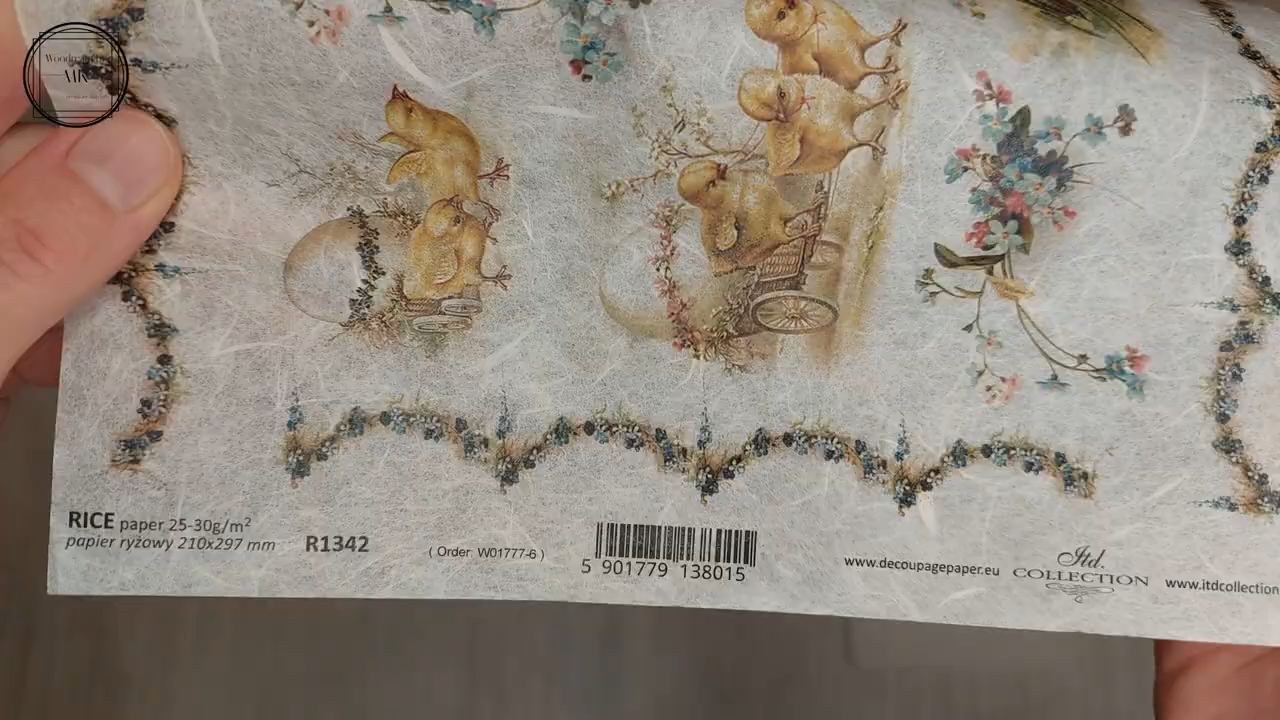 MK
RICE paper 25-30g/m²
papier ryżowy 210x297 mm
R1342
( Order: W01777-6 )
5 901779 138015
www.decoupagepaper.eu
Itd.
COLLECTION
www.itdcollection